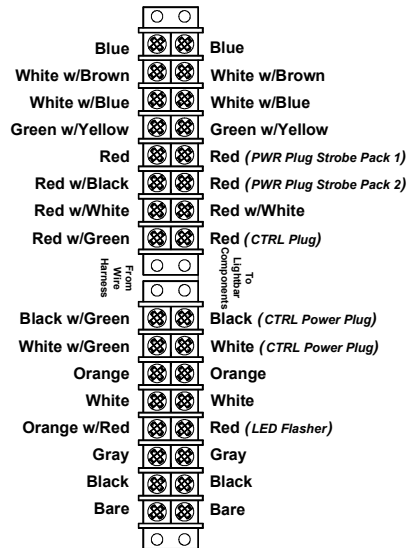 Blue Blue
White w/Brown White w/Brown
White w/Blue White w/Blue
Green w/Yellow Green w/Yellow
Red Red (PWR Plug Strobe Pack 1)
Red w/Black Red (PWR Plug Strobe Pack 2)
Red w/White Red w/White
Red w/Green Red (CTRL Plug)
From
Wire
Harness
To
Lightbar
Components
Black w/Green Black (CTRL Power Plug)
White w/Green White (CTRL Power Plug)
Orange Orange
White White
Orange w/Red Red (LED Flasher)
Gray Gray
Black Black
Bare Bare